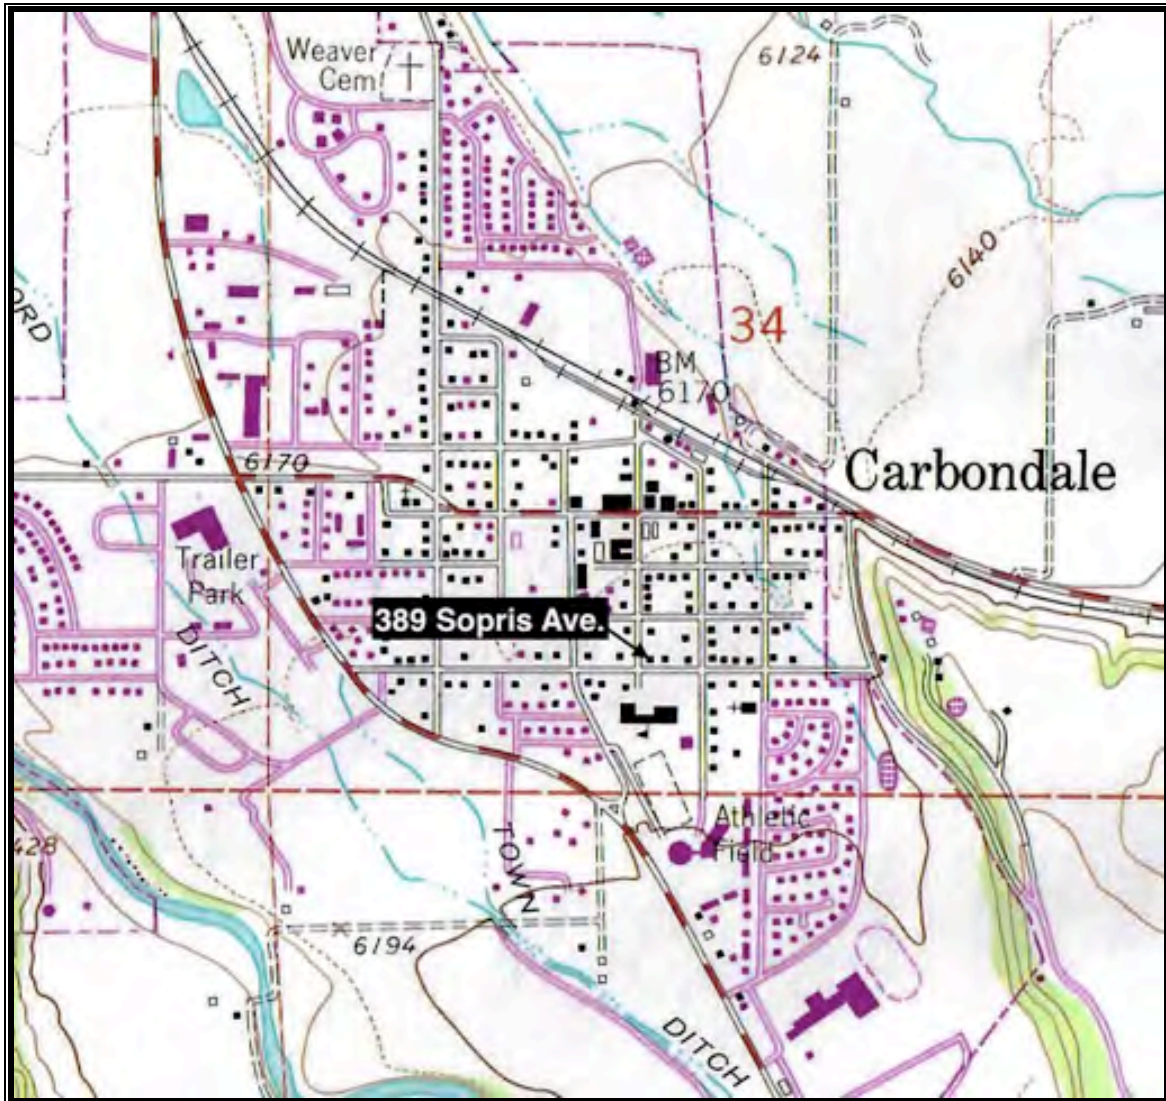 Weaver
Cem
6124
6140
ORD
34
BM
6170
6170
Carbondale
Trailer
Park
389 Sopris Ave.
DITCH
Athletic
Field
428
TOWN
6194
DITCH